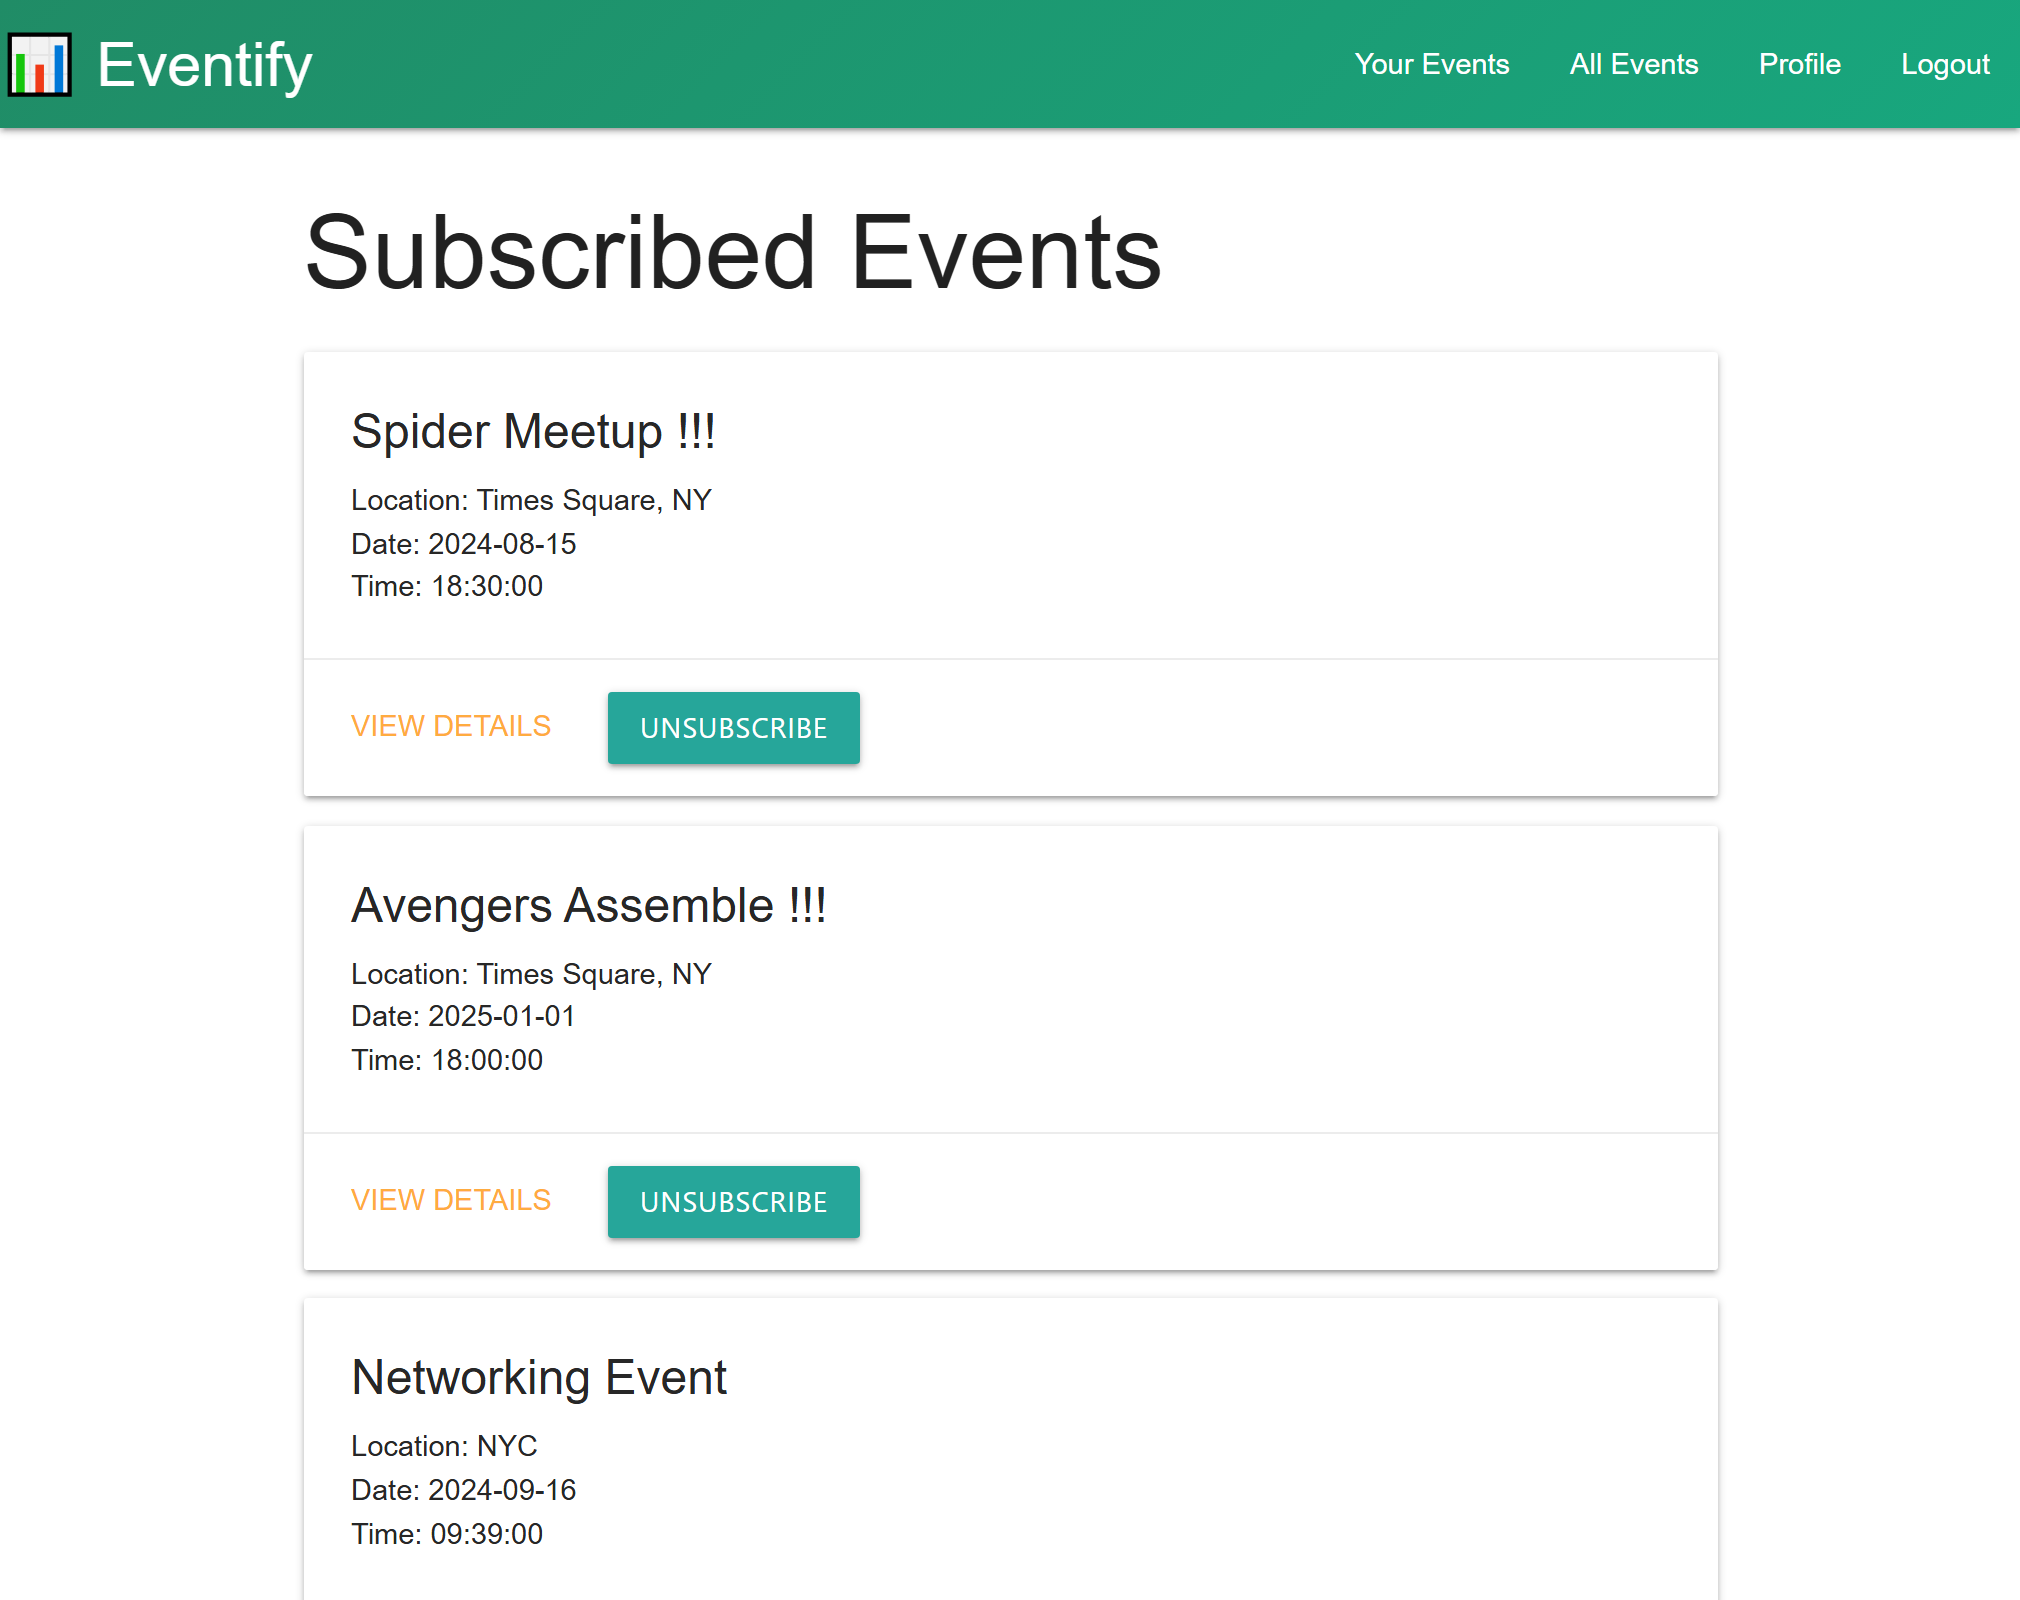 Eventify
Your Events
All Events
Profile
Logout
Subscribed Events
Spider Meetup !!!
Location: Times Square, NY
Date: 2024-08-15
Time: 18:30:00
VIEW DETAILS
UNSUBSCRIBE
Avengers Assemble !!!
Location: Times Square, NY
Date: 2025-01-01
Time: 18:00:00
VIEW DETAILS
UNSUBSCRIBE
Networking Event
Location: NYC
Date: 2024-09-16
Time: 09:39:00